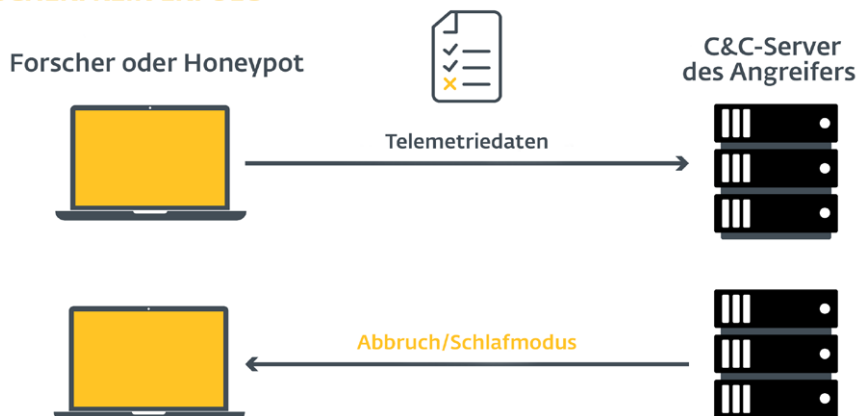 Forscher oder Honeypot
C&C-Server
des Angreifers
Telemetriedaten
Abbruch/Schlafmodus